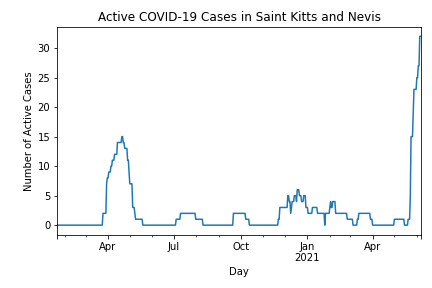 Active COVID-19 Cases in Saint Kitts and Nevis
Number of Active Cases
30
25
20
15
10
5
0
Apr
Jul
Oct
Jan
2021
Apr
Day